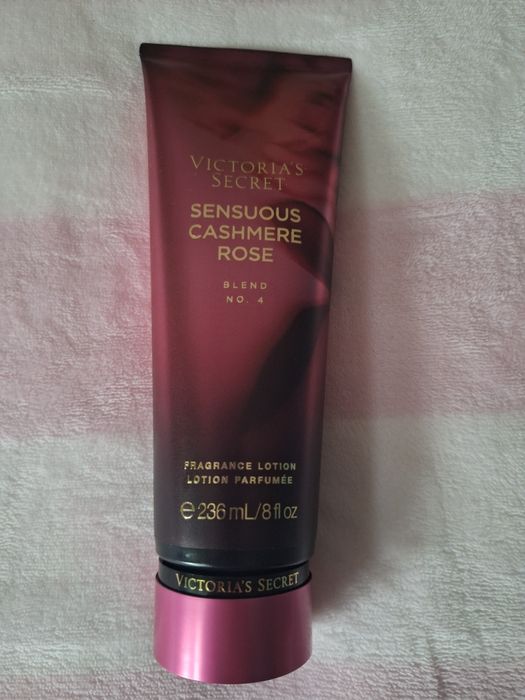 VICTORIA'S
SECRET
SENSUOUS
CASHMERE
ROSE
BLEND
NO. 4
FRAGRANCE LOTION
LOTION PARFUMÉE
℮ 236 mL/8 fl oz
VICTORIA'S SECRET